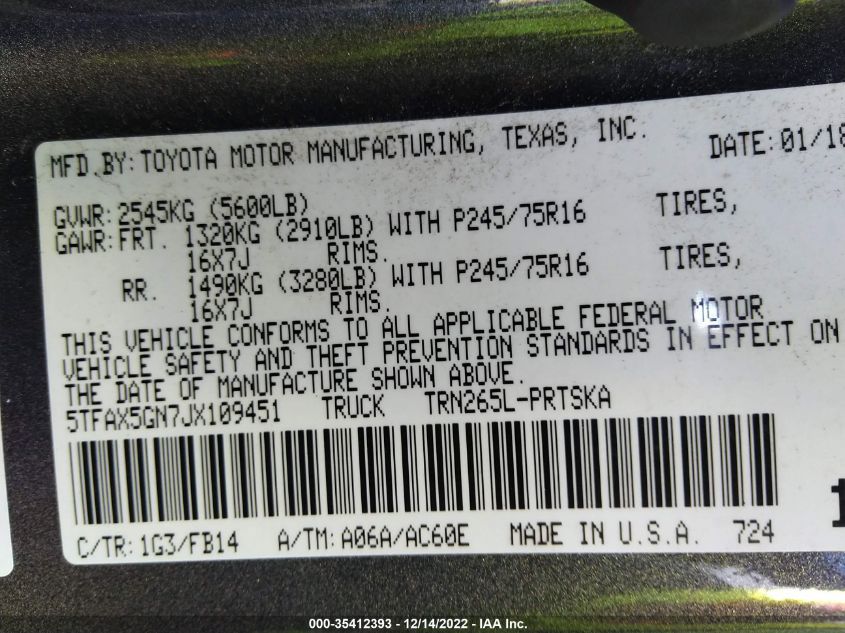 MFD.BY: TOYOTA MOTOR MANUFACTURING, TEXAS, INC. DATE: 01/18
GVWR: 2545KG (5600LB)
GAWR: FRT. 1320KG (2910LB) WITH P245/75R16 TIRES,
16X7J RIMS.
RR. 1490KG (3280LB) WITH P245/75R16 TIRES,
16X7J RIMS.
THIS VEHICLE CONFORMS TO ALL APPLICABLE FEDERAL MOTOR
VEHICLE SAFETY AND THEFT PREVENTION STANDARDS IN EFFECT ON
THE DATE OF MANUFACTURE SHOWN ABOVE.
5TFAX5GN7JX109451 TRUCK TRN265L-PRTSKA
C/TR: 1G3/FB14 A/TM: A06A/AC60E MADE IN U.S.A. 724
000-35412393 - 12/14/2022 - IAA Inc.